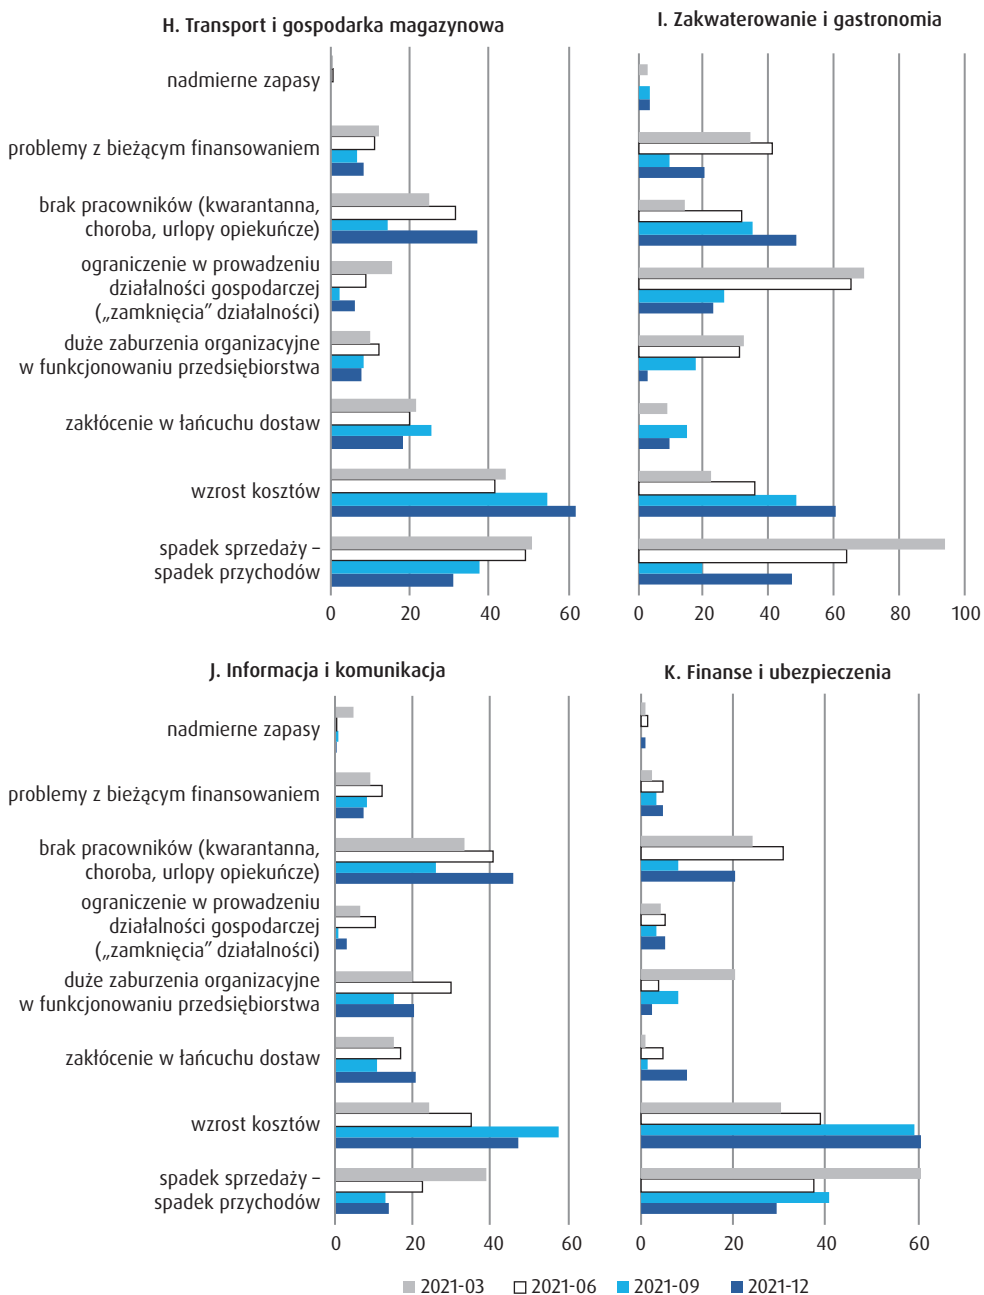 H. Transport i gospodarka magazynowa
I. Zakwaterowanie i gastronomia
nadmierne zapasy
problemy z bieżącym finansowaniem
brak pracowników (kwarantanna,
choroba, urlopy opiekuńcze)
ograniczenie w prowadzeniu
działalności gospodarczej
(„zamknięcia” działalności)
duże zaburzenia organizacyjne
w funkcjonowaniu przedsiębiorstwa
zakłócenie w łańcuchu dostaw
wzrost kosztów
spadek sprzedaży –
spadek przychodów
0 20 40 60
0 20 40 60 80 100
J. Informacja i komunikacja
K. Finanse i ubezpieczenia
nadmierne zapasy
problemy z bieżącym finansowaniem
brak pracowników (kwarantanna,
choroba, urlopy opiekuńcze)
ograniczenie w prowadzeniu
działalności gospodarczej
(„zamknięcia” działalności)
duże zaburzenia organizacyjne
w funkcjonowaniu przedsiębiorstwa
zakłócenie w łańcuchu dostaw
wzrost kosztów
spadek sprzedaży –
spadek przychodów
0 20 40 60
0 20 40 60
2021-03 2021-06 2021-09 2021-12